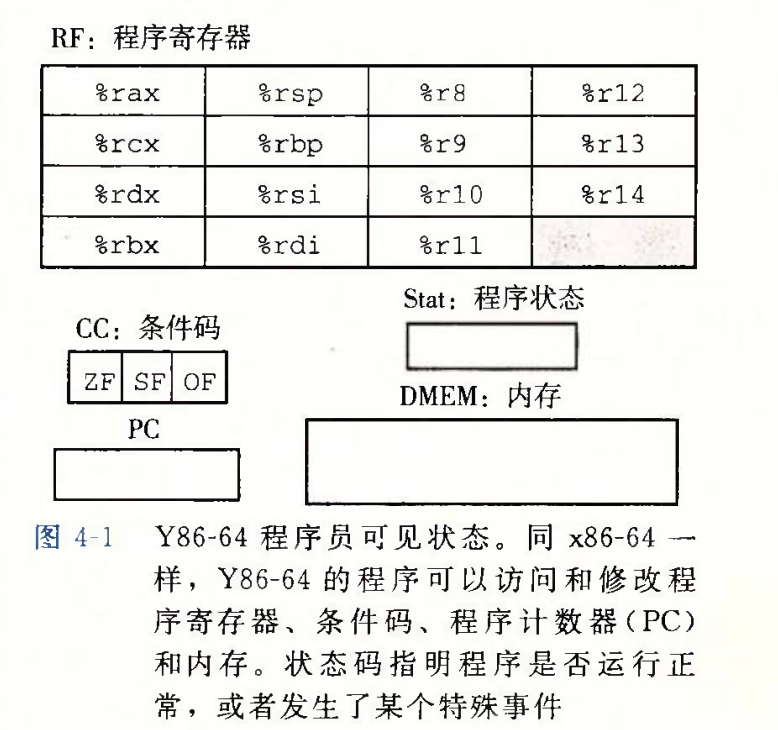 RF：程序寄存器
%rax %rsp %r8 %r12
%rcx %rbp %r9 %r13
%rdx %rsi %r10 %r14
%rbx %rdi %r11
Stat：程序状态
CC：条件码
ZF SF OF
DMEM：内存
PC
图 4-1 Y86-64 程序员可见状态。同 x86-64 一
样，Y86-64 的程序可以访问和修改程
序寄存器、条件码、程序计数器(PC)
和内存。状态码指明程序是否运行正
常，或者发生了某个特殊事件